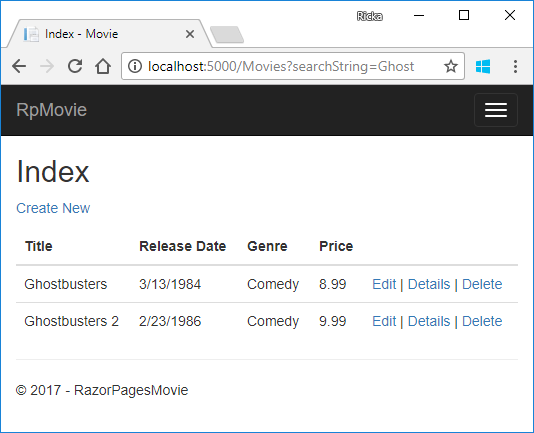 Ricka
Index - Movie
localhost:5000/Movies?searchString=Ghost
RpMovie
Index
Create New
Title Release Date Genre Price
Ghostbusters 3/13/1984 Comedy 8.99 Edit | Details | Delete
Ghostbusters 2 2/23/1986 Comedy 9.99 Edit | Details | Delete
© 2017 - RazorPagesMovie